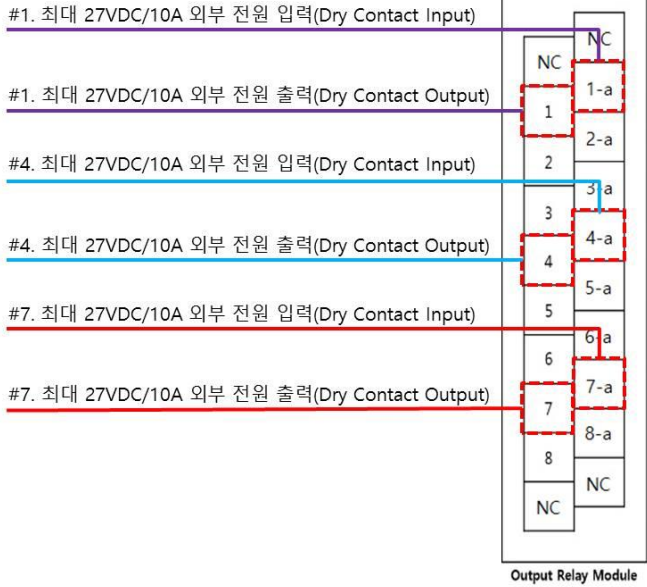 #1. 최대 27VDC/10A 외부 전원 입력(Dry Contact Input)
#1. 최대 27VDC/10A 외부 전원 출력(Dry Contact Output)
#4. 최대 27VDC/10A 외부 전원 입력(Dry Contact Input)
#4. 최대 27VDC/10A 외부 전원 출력(Dry Contact Output)
#7. 최대 27VDC/10A 외부 전원 입력(Dry Contact Input)
#7. 최대 27VDC/10A 외부 전원 출력(Dry Contact Output)
NC
1
2
3
4
5
6
7
8
NC
NC
1-a
2-a
3-a
4-a
5-a
6-a
7-a
8-a
NC
Output Relay Module